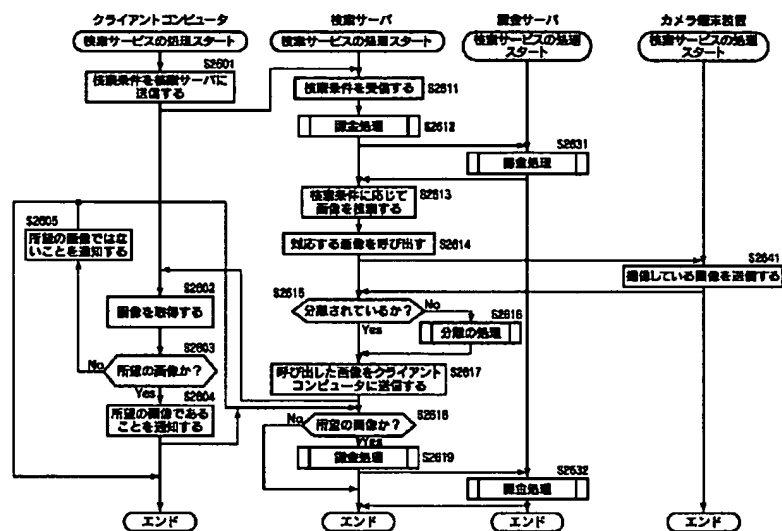 クライアントコンピュータ
検索サーバ
課金サーバ
カメラ端末装置
検索サービスの処理スタート
検索サービスの処理スタート
検索サービスの処理
スタート
検索サービスの処理
スタート
S2601
検索条件を検索サーバに
送信する
検索条件を受信する
S2611
課金処理
S2612
S2631
課金処理
検索条件に応じて
画像を検索する
S2613
S2605
所望の画像ではな
いことを通知する
対応する画像を呼び出す
S2614
S2641
撮像している画像を送信する
S2602
画像を取得する
S2615
分離されているか?
No
Yes
S2616
分離の処理
S2603
所望の画像か?
No
Yes
呼び出した画像をクライアント
コンピュータに送信する
S2617
S2604
所望の画像である
ことを通知する
S2618
所望の画像か?
No
Yes
課金処理
S2619
S2632
課金処理
エンド
エンド
エンド
エンド